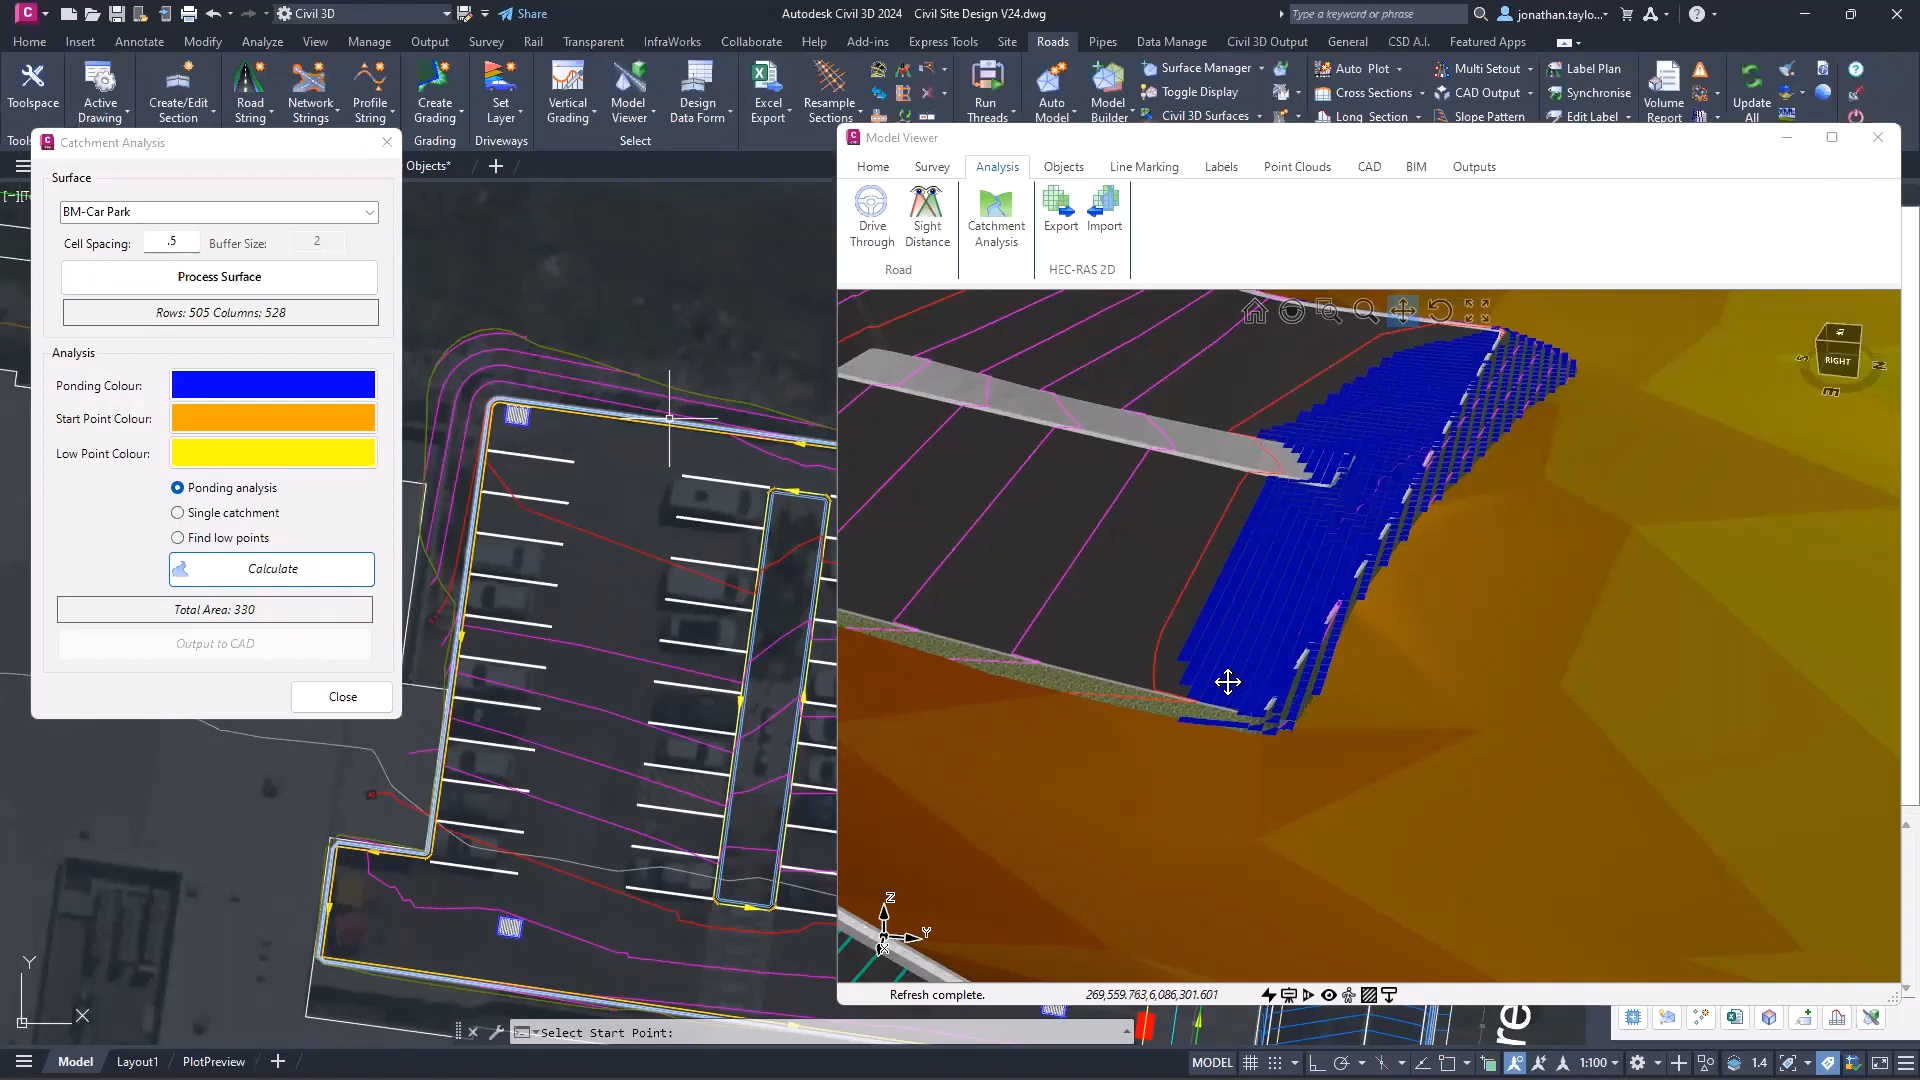 Civil 3D
Share
Autodesk Civil 3D 2024 Civil Site Design V24.dwg
Type a keyword or phrase
jonathan.taylo...
Home Insert Annotate Modify Analyze View Manage Output Survey Rail Transparent InfraWorks Collaborate Help Add-ins Express Tools Site Roads Pipes Data Manage Civil 3D Output General CSD A.I. Featured Apps
Toolspace
Active Drawing
Create/Edit Section
Road String
Network Strings
Profile String
Create Grading
Set Layer
Vertical Grading
Model Viewer
Design Data Form
Excel Export
Resample Sections
Run Threads
Auto Model
Model Builder
Surface Manager
Toggle Display
Civil 3D Surfaces
Auto Plot
Cross Sections
Long Section
Multi Setout
CAD Output
Slope Pattern
Label Plan
Synchronise
Edit Label
Volume Report
Update All
Grading
Driveways
Select
Objects*
Catchment Analysis
Surface
BM-Car Park
Cell Spacing: .5 Buffer Size: 2
Process Surface
Rows: 505 Columns: 528
Analysis
Ponding Colour:
Start Point Colour:
Low Point Colour:
Ponding analysis
Single catchment
Find low points
Calculate
Total Area: 330
Output to CAD
Close
Model Viewer
Home Survey Analysis Objects Line Marking Labels Point Clouds CAD BIM Outputs
Drive Through
Sight Distance
Catchment Analysis
Export
Import
Road
HEC-RAS 2D
RIGHT
Z
Y
X
Refresh complete.
269,559.763,6,086,301.601
Y
X
Select Start Point:
re
Model Layout1 PlotPreview
MODEL
1:100
1.4